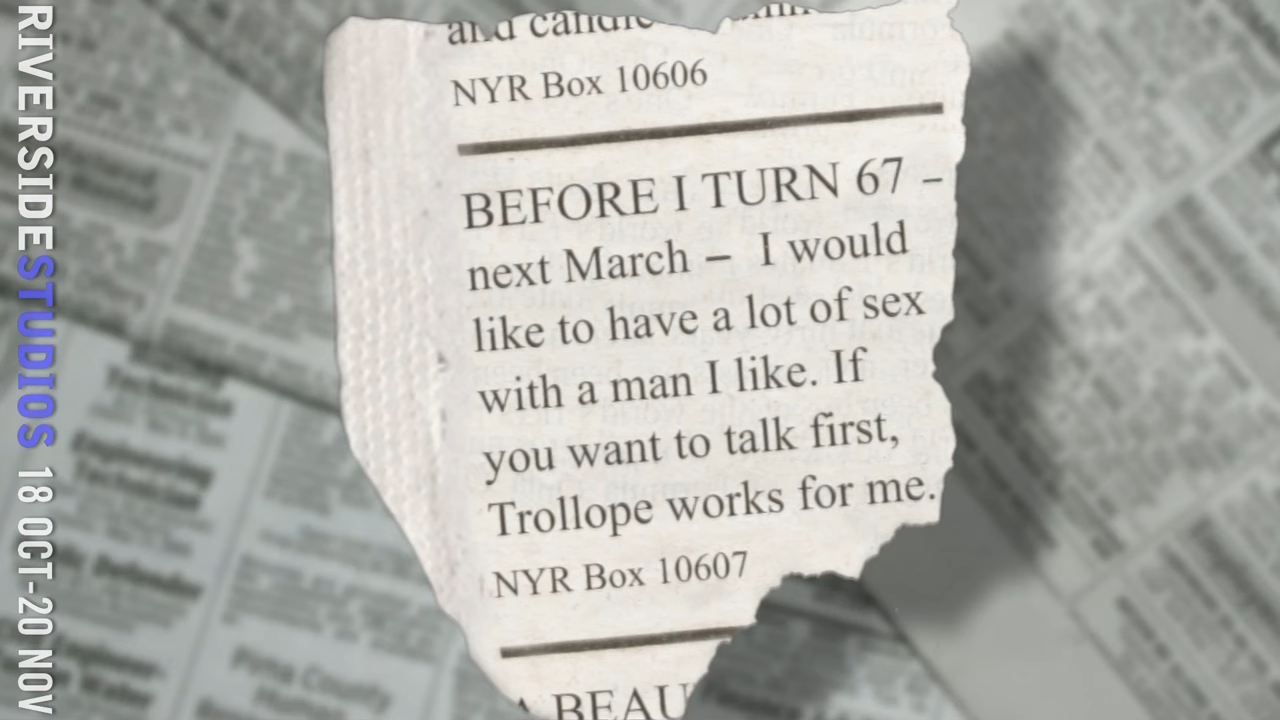 NYR Box 10606
BEFORE I TURN 67 –
next March – I would
like to have a lot of sex
with a man I like. If
you want to talk first,
Trollope works for me.
NYR Box 10607
RIVERSIDESTUDIOS 18 OCT-20 NOV